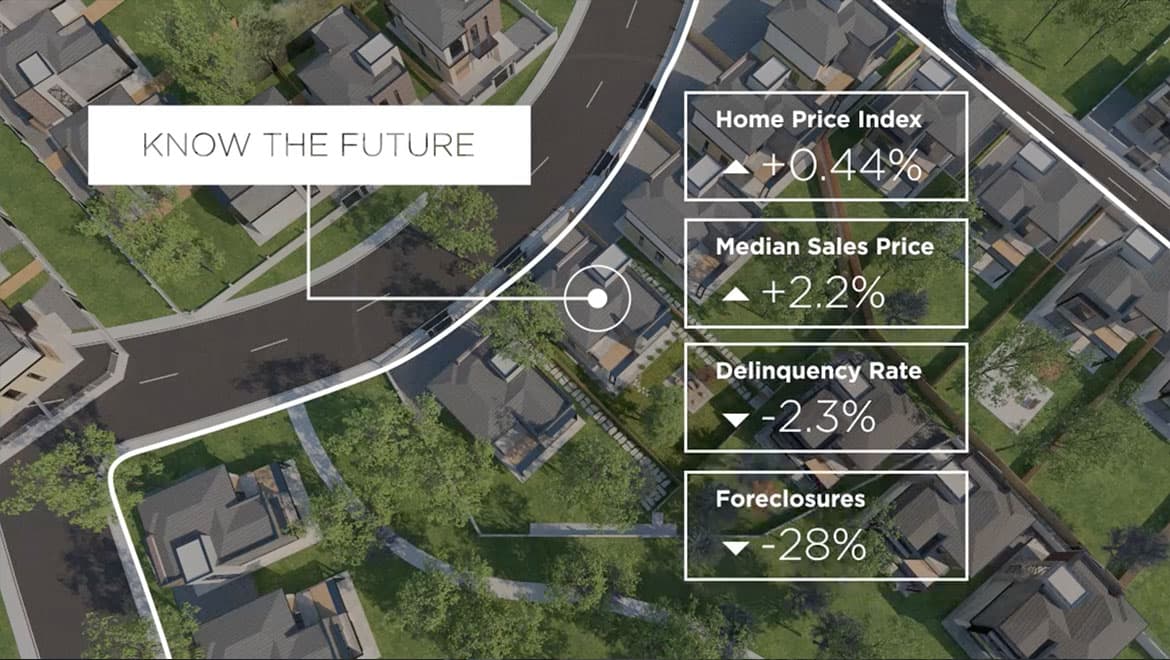 KNOW THE FUTURE
Home Price Index
▲ +0.44%
Median Sales Price
▲ +2.2%
Delinquency Rate
▼ -2.3%
Foreclosures
▼ -28%